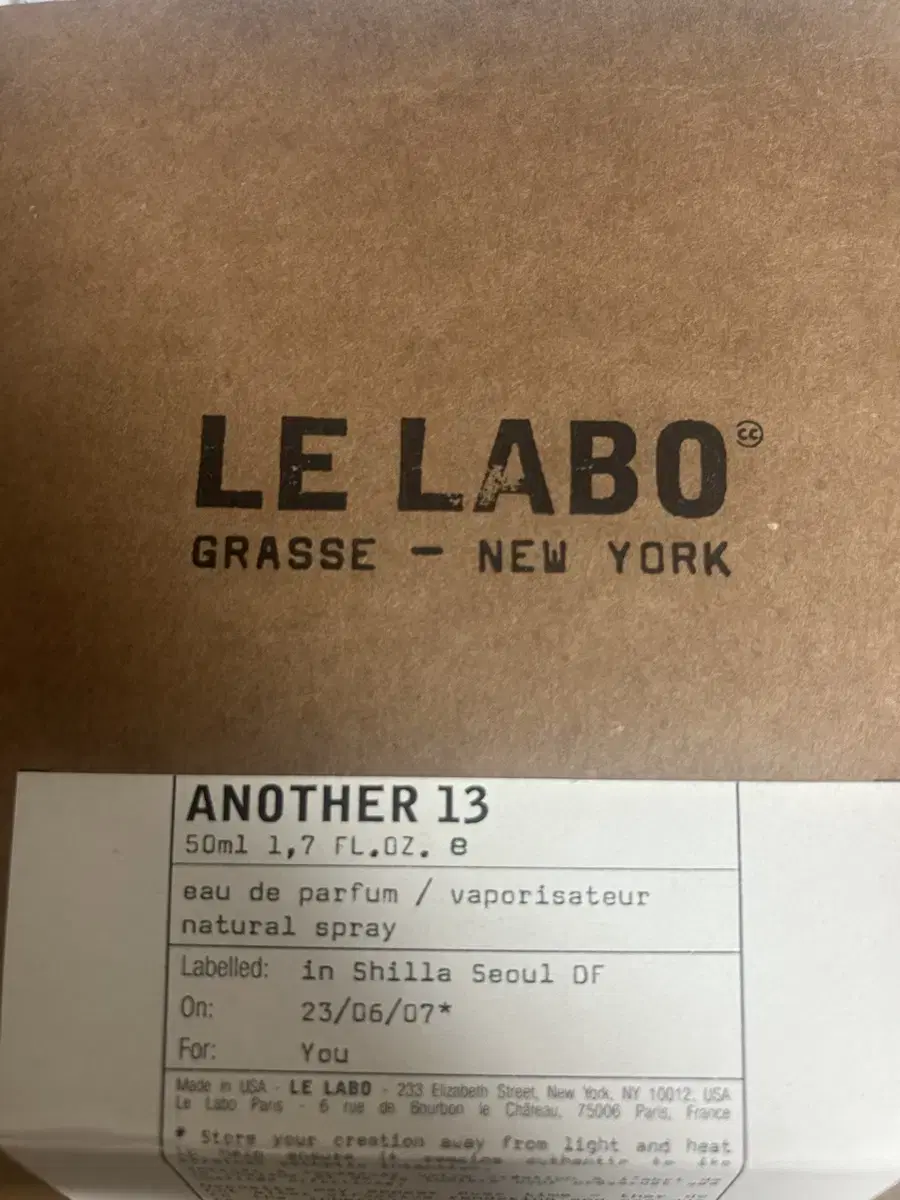 LE LABO
GRASSE — NEW YORK
ANOTHER 13
50ml 1,7 FL.OZ. e
eau de parfum / vaporisateur
natural spray
Labelled: in Shilla Seoul DF
On: 23/06/07*
For: You
Made in USA - LE LABO - 233 Elizabeth Street, New York, NY 10012, USA
Le Labo Paris - 6 rue de Bourbon le Château, 75006 Paris, France
* Store your creation away from light and heat